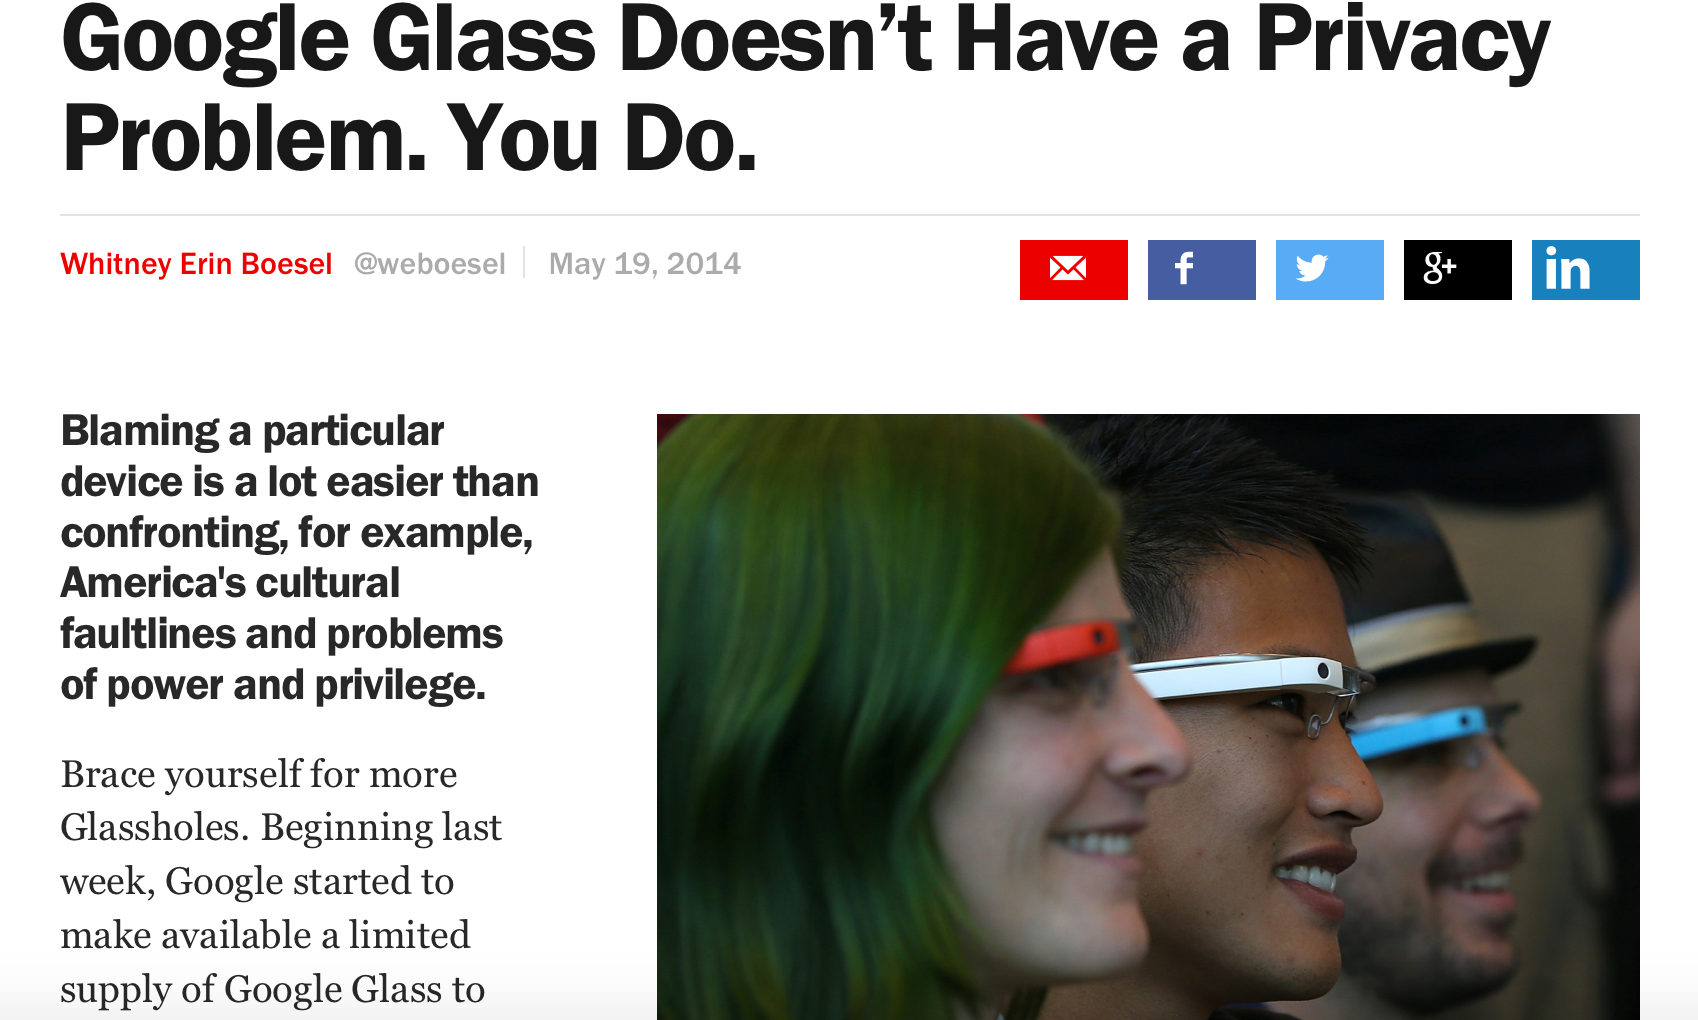 Google Glass Doesn’t Have a Privacy
Problem. You Do.
Whitney Erin Boesel @weboesel May 19, 2014
f
g+
in
Blaming a particular
device is a lot easier than
confronting, for example,
America's cultural
faultlines and problems
of power and privilege.
Brace yourself for more
Glassholes. Beginning last
week, Google started to
make available a limited
supply of Google Glass to